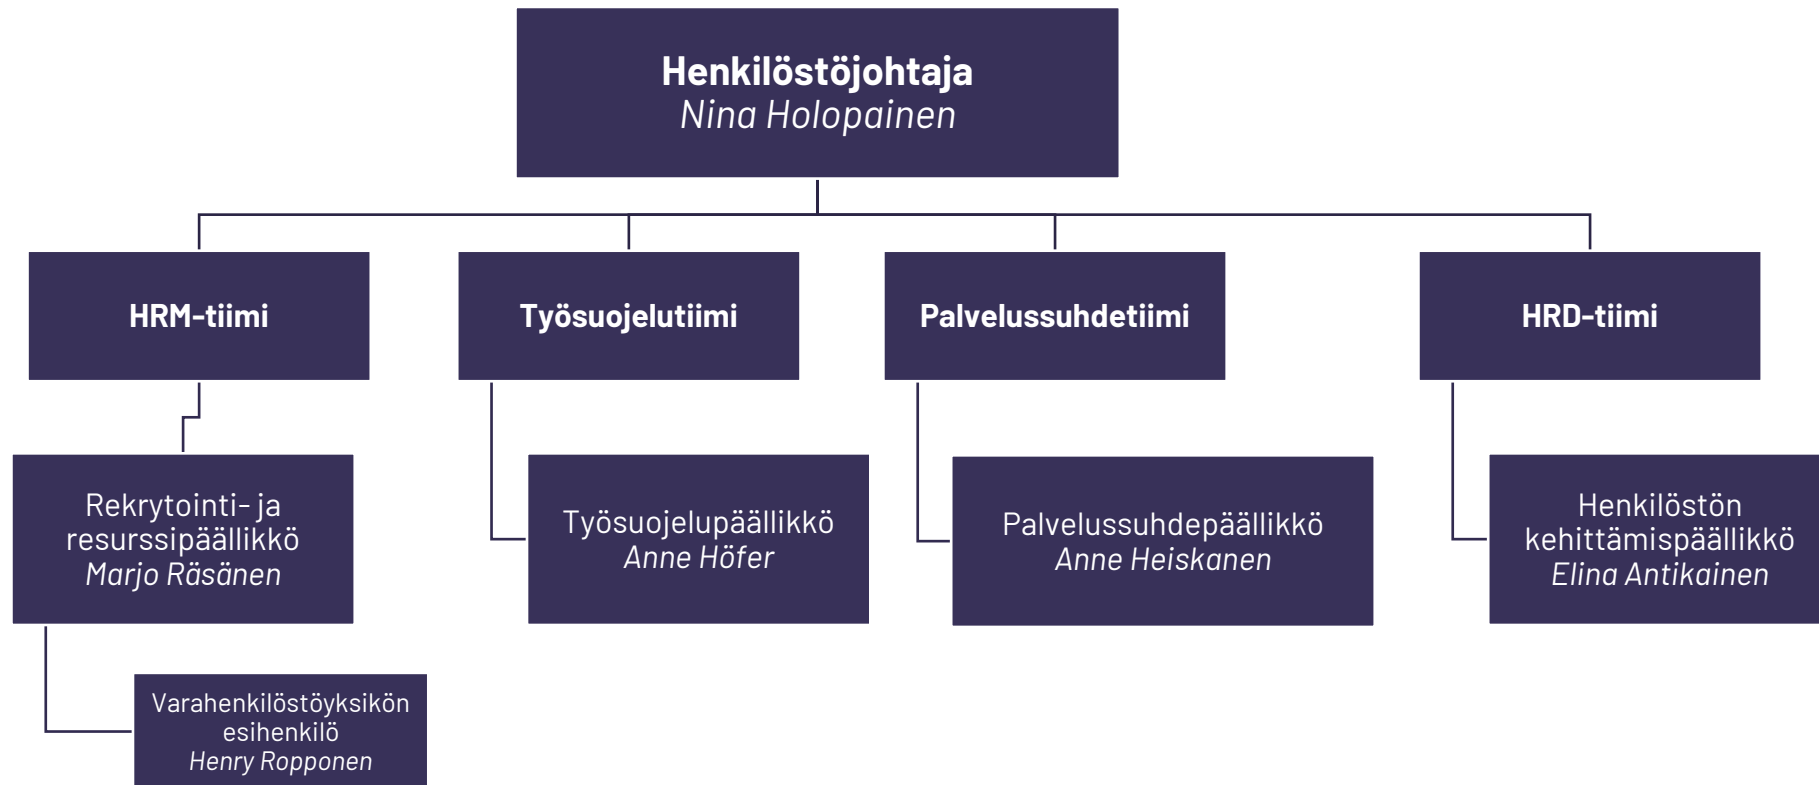 Henkilöstöjohtaja
Nina Holopainen
HRM-tiimi
Työsuojelutiimi
Palvelussuhdetiimi
HRD-tiimi
Rekrytointi- ja
resurssipäällikkö
Marjo Räsänen
Työsuojelupäällikkö
Anne Höfer
Palvelussuhdepäällikkö
Anne Heiskanen
Henkilöstön
kehittämispäällikkö
Elina Antikainen
Varahenkilöstöyksikön
esihenkilö
Henry Ropponen